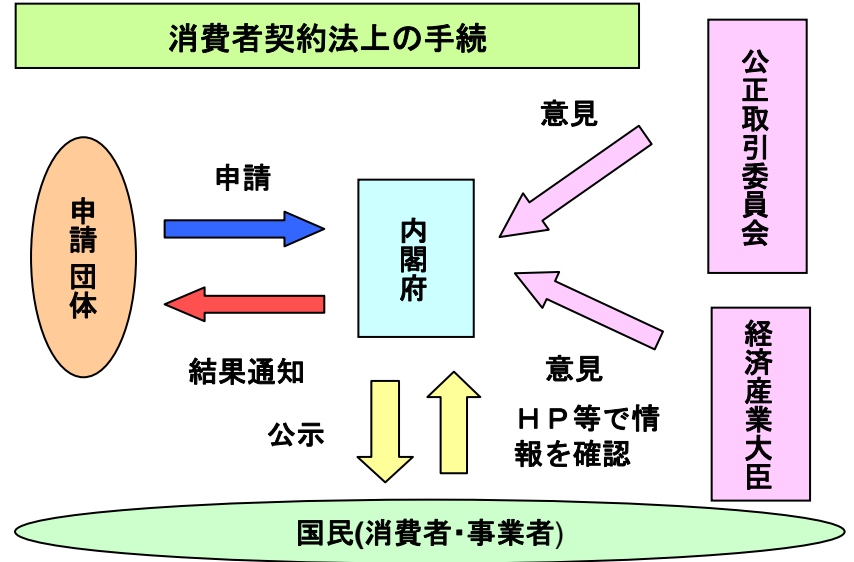 消費者契約法上の手続
公正取引委員会
意見
申請
申請団体
内閣府
経済産業大臣
結果通知
意見
公示
ＨＰ等で情
報を確認
国民(消費者・事業者)